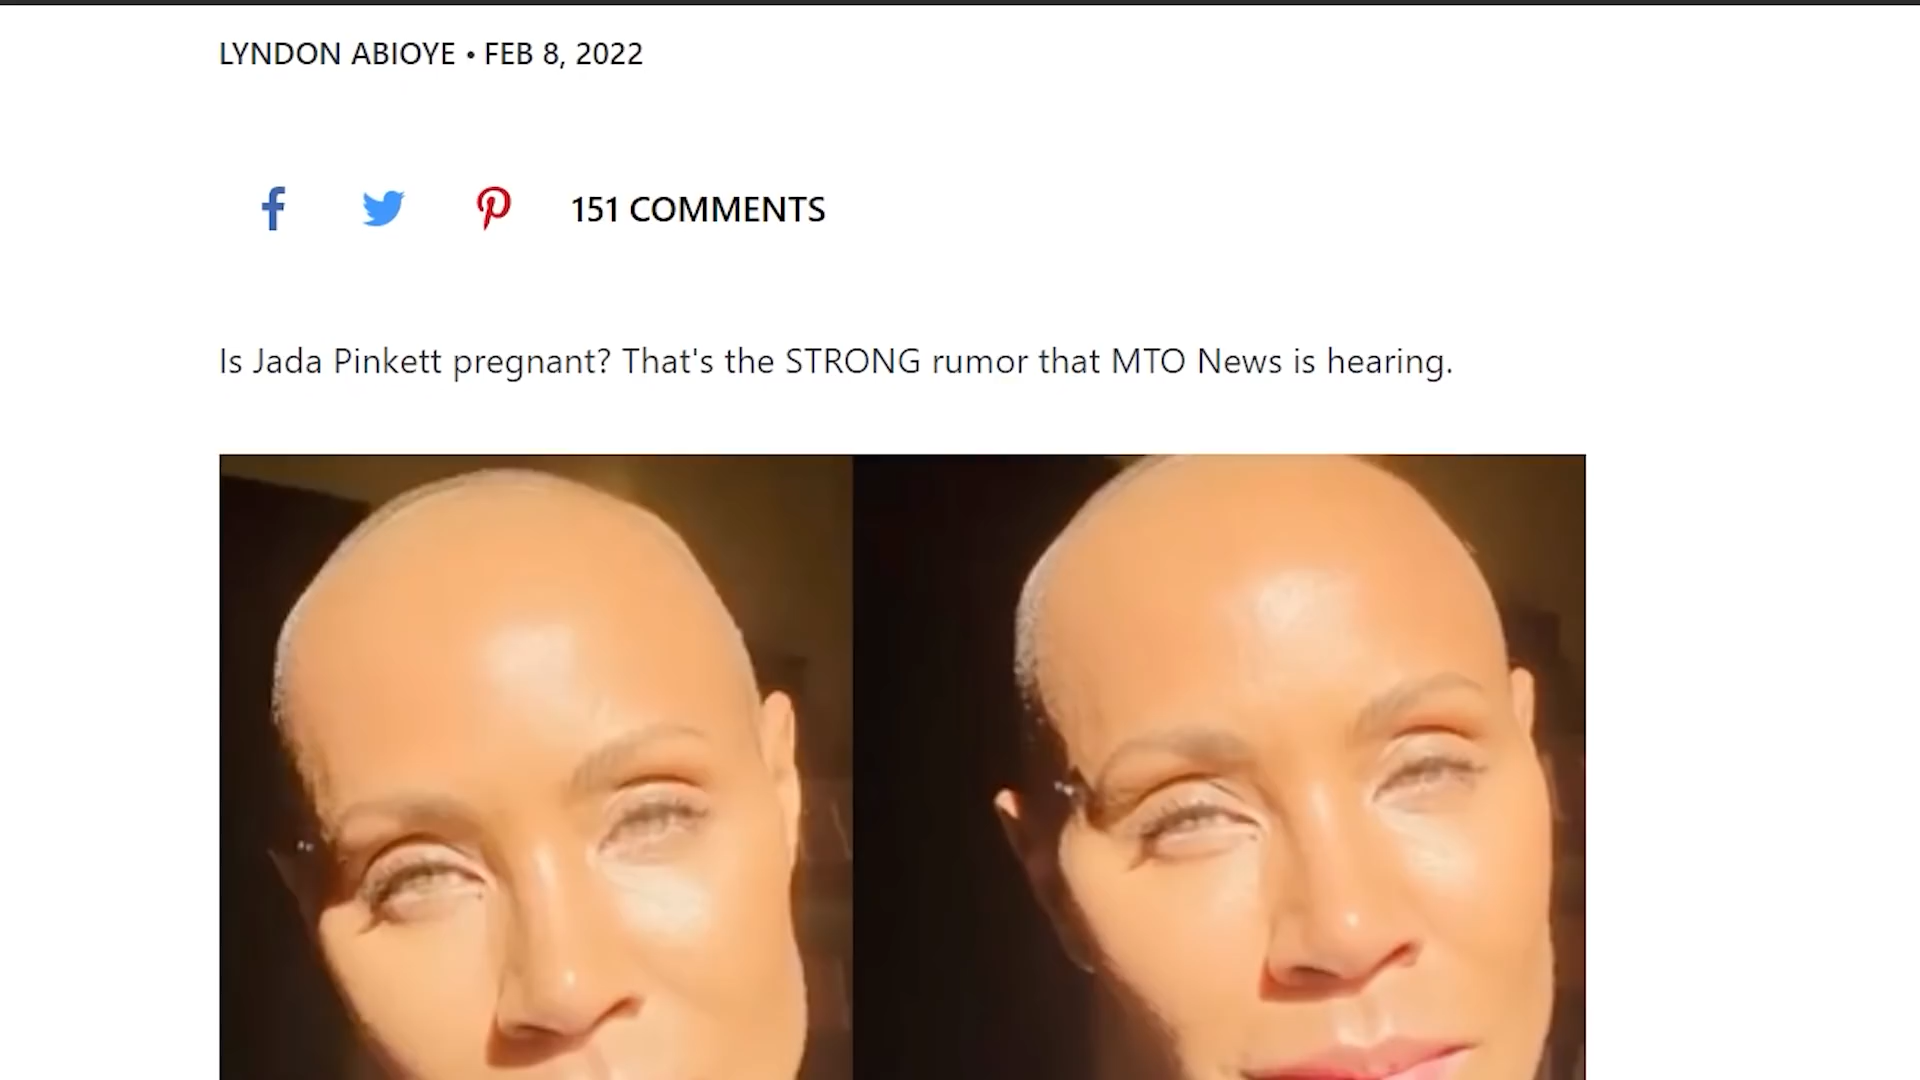 LYNDON ABIOYE • FEB 8, 2022
151 COMMENTS
Is Jada Pinkett pregnant? That's the STRONG rumor that MTO News is hearing.